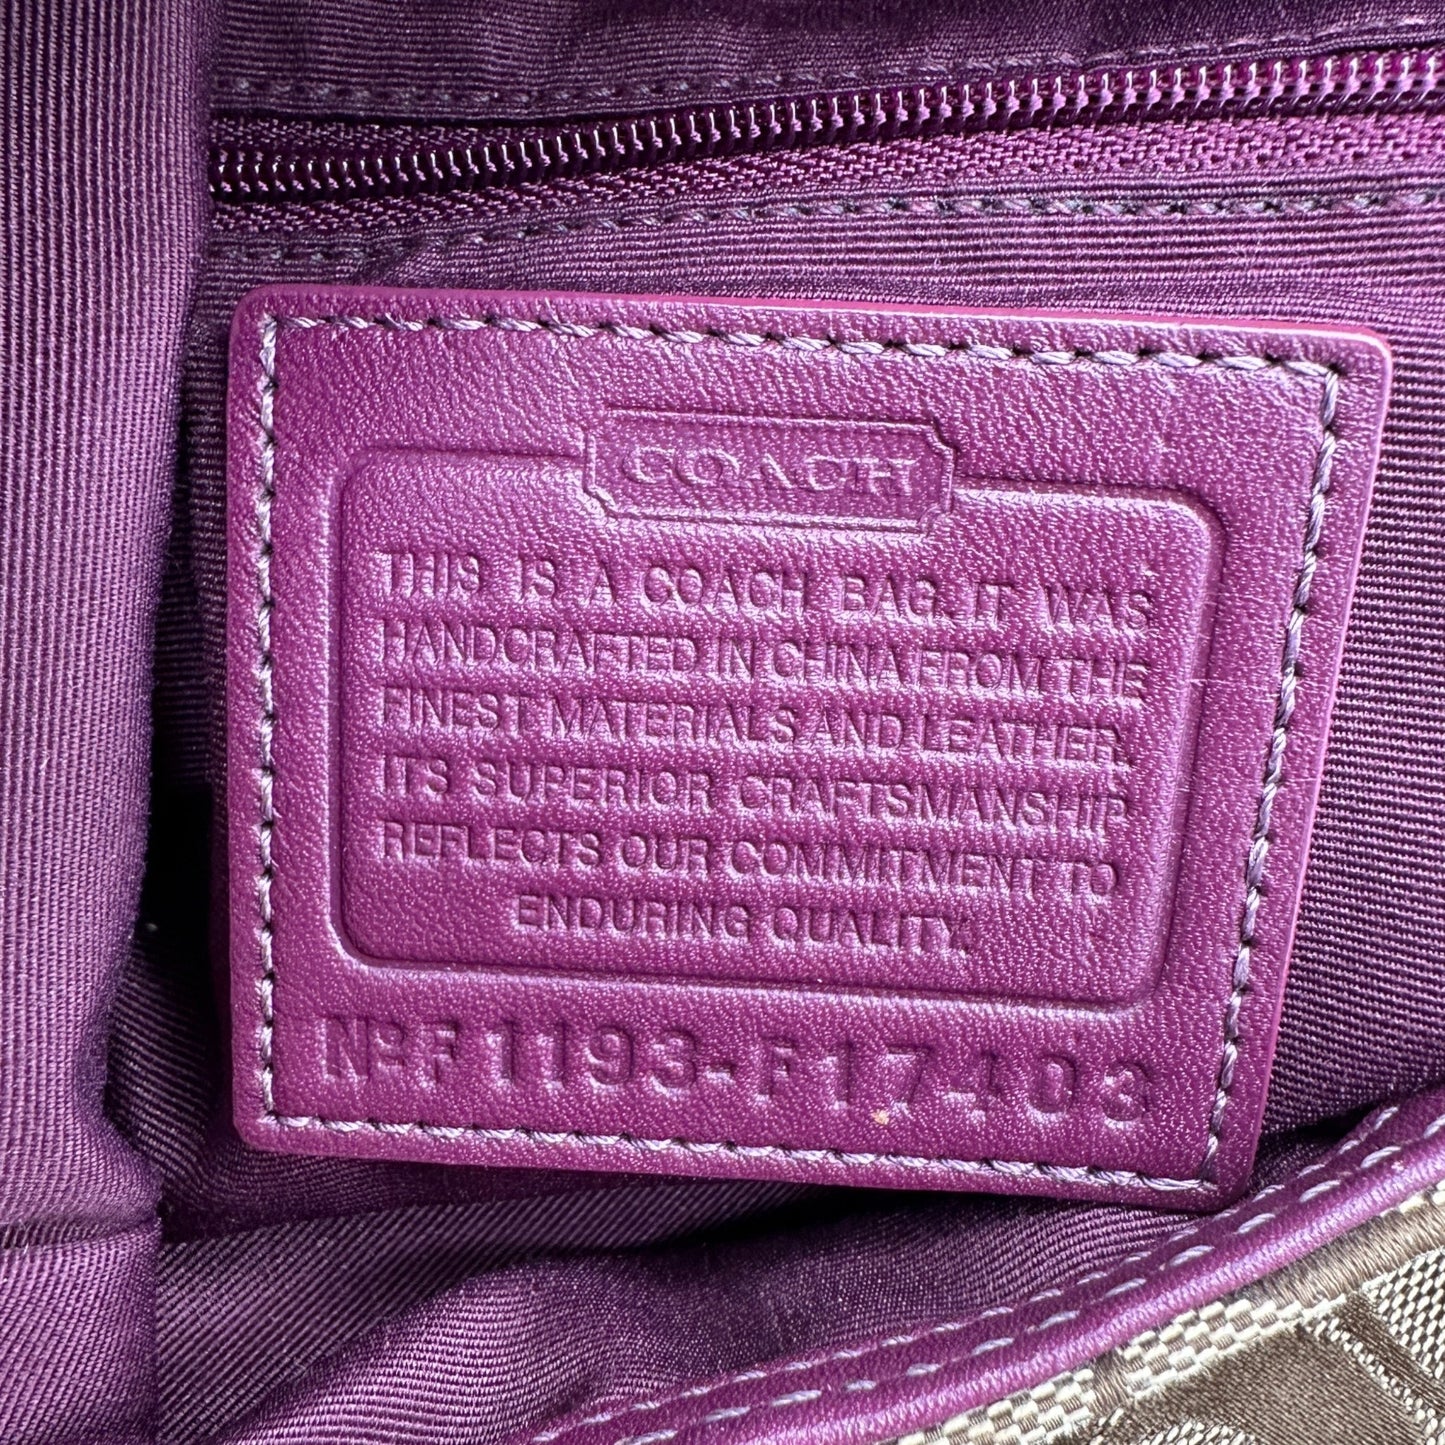 COACH
THIS IS A COACH BAG. IT WAS
HANDCRAFTED IN CHINA FROM THE
FINEST MATERIALS AND LEATHER.
ITS SUPERIOR CRAFTSMANSHIP
REFLECTS OUR COMMITMENT TO
ENDURING QUALITY.
No F1193-F17403